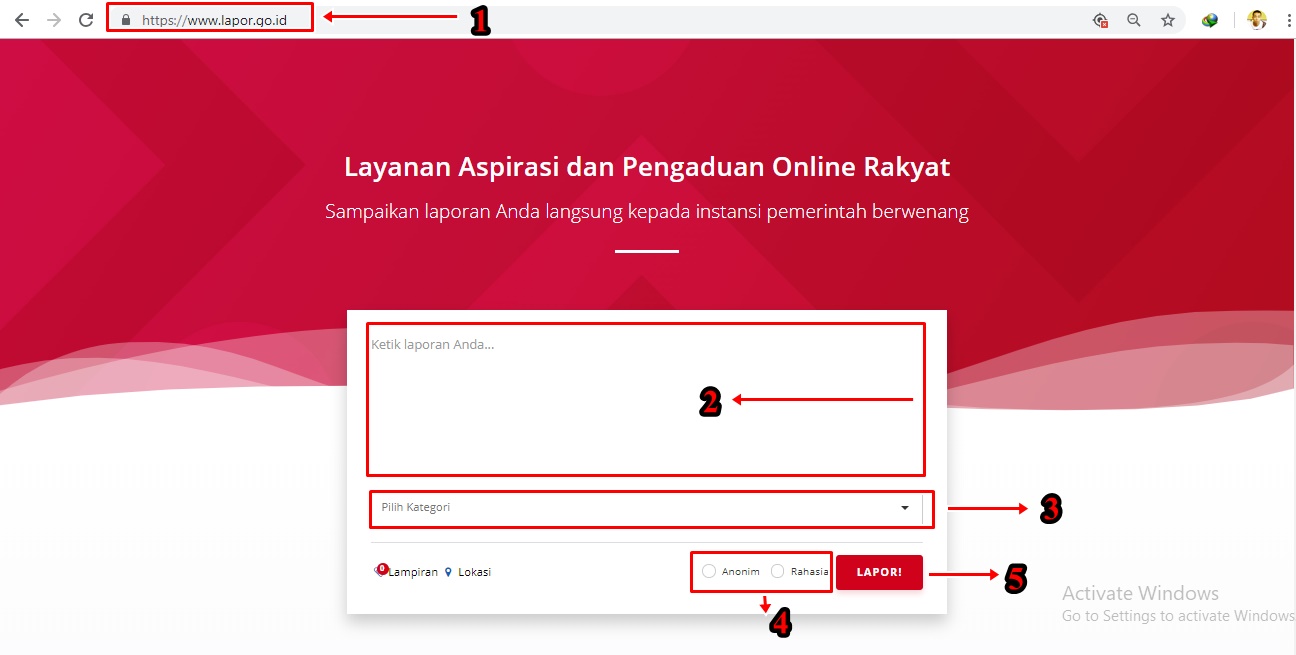 https://www.lapor.go.id
1
Layanan Aspirasi dan Pengaduan Online Rakyat
Sampaikan laporan Anda langsung kepada instansi pemerintah berwenang
Ketik laporan Anda...
2
Pilih Kategori
3
0 Lampiran Lokasi Anonim Rahasia LAPOR!
5
4
Activate Windows
Go to Settings to activate Windows